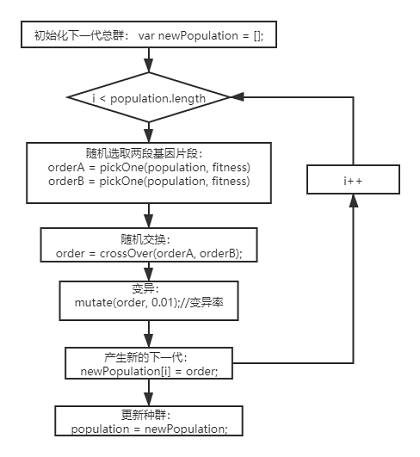 初始化下一代总群： var newPopulation = [];
i < population.length
随机选取两段基因片段：
orderA = pickOne(population, fitness)
orderB = pickOne(population, fitness)
i++
随机交换：
order = crossOver(orderA, orderB);
变异：
mutate(order, 0.01);//变异率
产生新的下一代：
newPopulation[i] = order;
更新种群：
population = newPopulation;